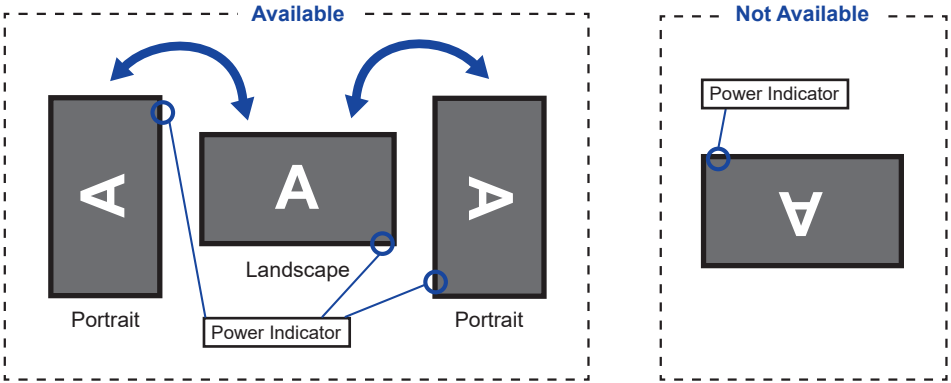 Available
Not Available
Power Indicator
A
A
A
A
Landscape
Portrait
Portrait
Power Indicator